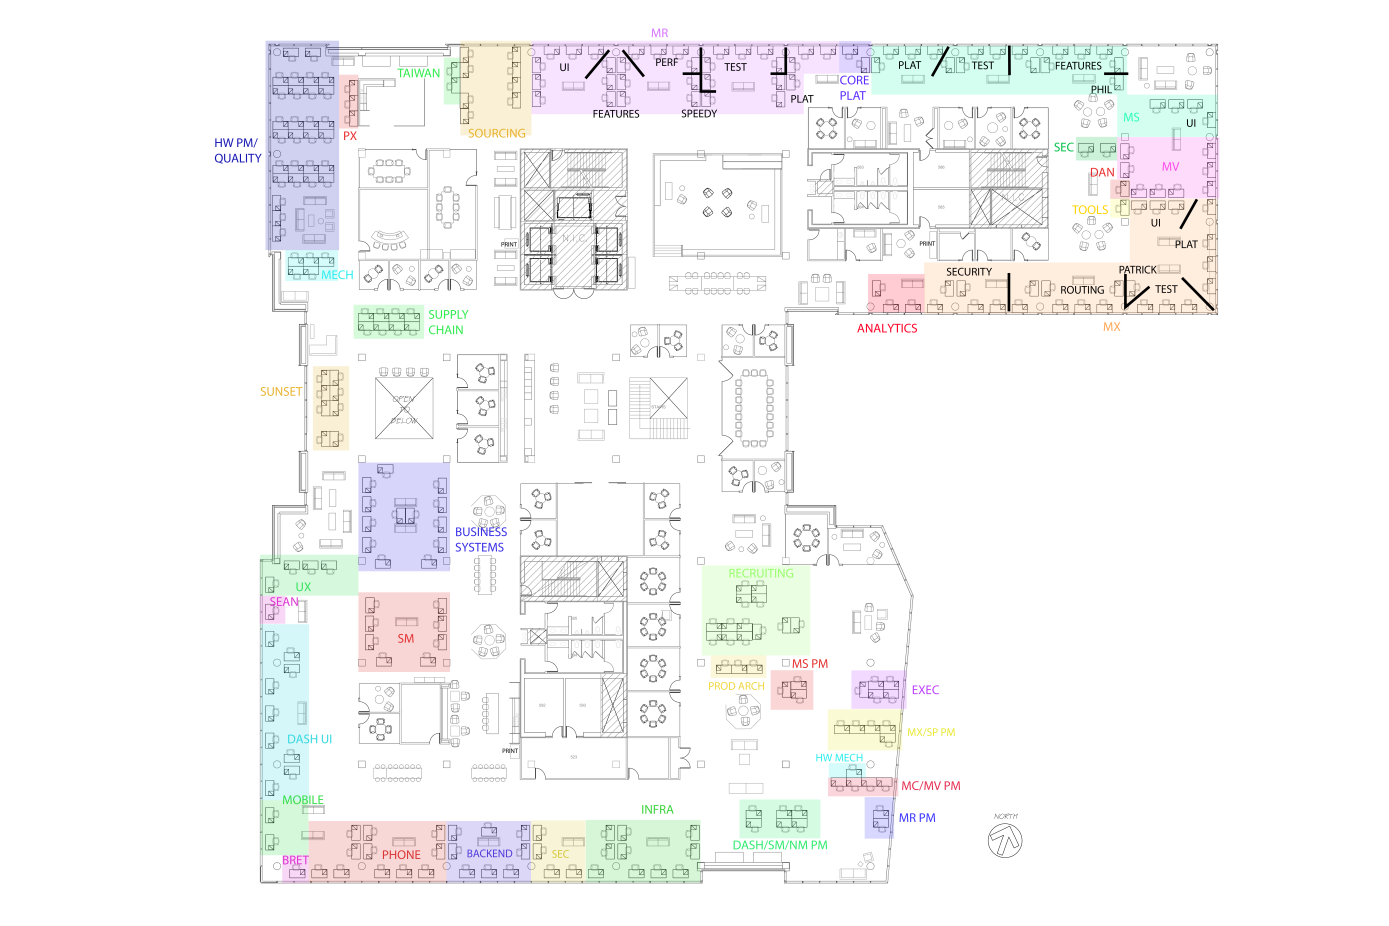 MR
UI
PERF
TEST
PLAT
TEST
FEATURES
TAIWAN
CORE
PLAT
PHIL
PLAT
FEATURES
SPEEDY
MS
UI
PX
SOURCING
HW PM/
QUALITY
SEC
MV
DAN
TOOLS
UI
N.I.C.
PRINT
PRINT
PLAT
MECH
SECURITY
PATRICK
ROUTING
TEST
SUPPLY
CHAIN
ANALYTICS
MX
SUNSET
OPEN
TO
BELOW
STAIRS
BUSINESS
SYSTEMS
RECRUITING
UX
SEAN
SM
MS PM
PROD ARCH
EXEC
MX/SP PM
DASH UI
PRINT
HW MECH
MC/MV PM
MOBILE
INFRA
MR PM
NORTH
DASH/SM/NM PM
BRET
PHONE
BACKEND
SEC